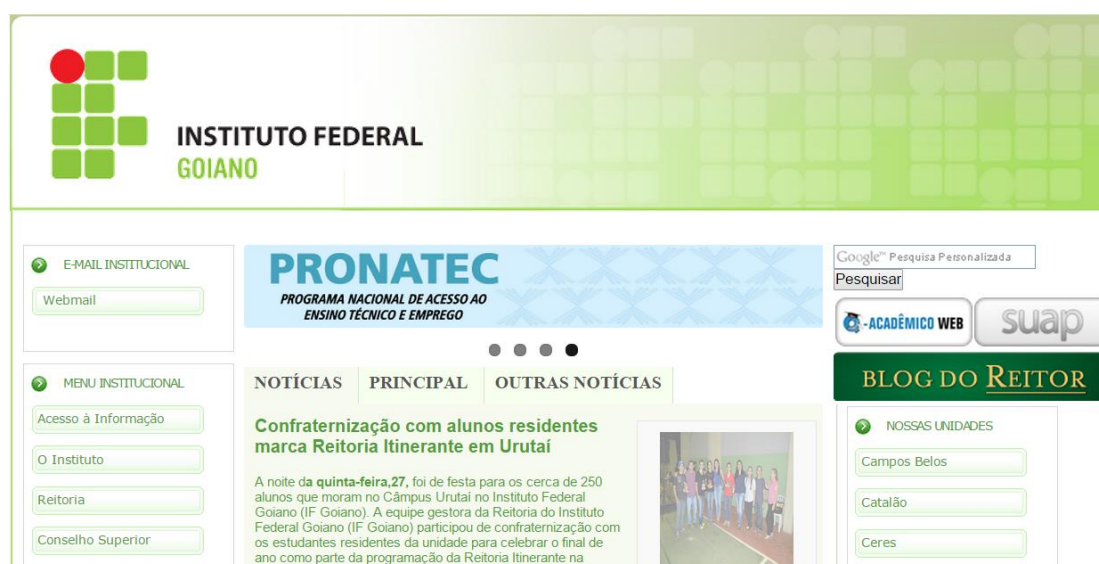 INSTITUTO FEDERAL
GOIANO
E-MAIL INSTITUCIONAL
Webmail
MENU INSTITUCIONAL
Acesso à Informação
O Instituto
Reitoria
Conselho Superior
PRONATEC
PROGRAMA NACIONAL DE ACESSO AO
ENSINO TÉCNICO E EMPREGO
NOTÍCIAS PRINCIPAL OUTRAS NOTÍCIAS
Confraternização com alunos residentes
marca Reitoria Itinerante em Urutaí
A noite da quinta-feira,27, foi de festa para os cerca de 250
alunos que moram no Câmpus Urutaí no Instituto Federal
Goiano (IF Goiano). A equipe gestora da Reitoria do Instituto
Federal Goiano (IF Goiano) participou de confraternização com
os estudantes residentes da unidade para celebrar o final de
ano como parte da programação da Reitoria Itinerante na
Google™ Pesquisa Personalizada
Pesquisar
Q-ACADÊMICO WEB
suap
BLOG DO REITOR
NOSSAS UNIDADES
Campos Belos
Catalão
Ceres